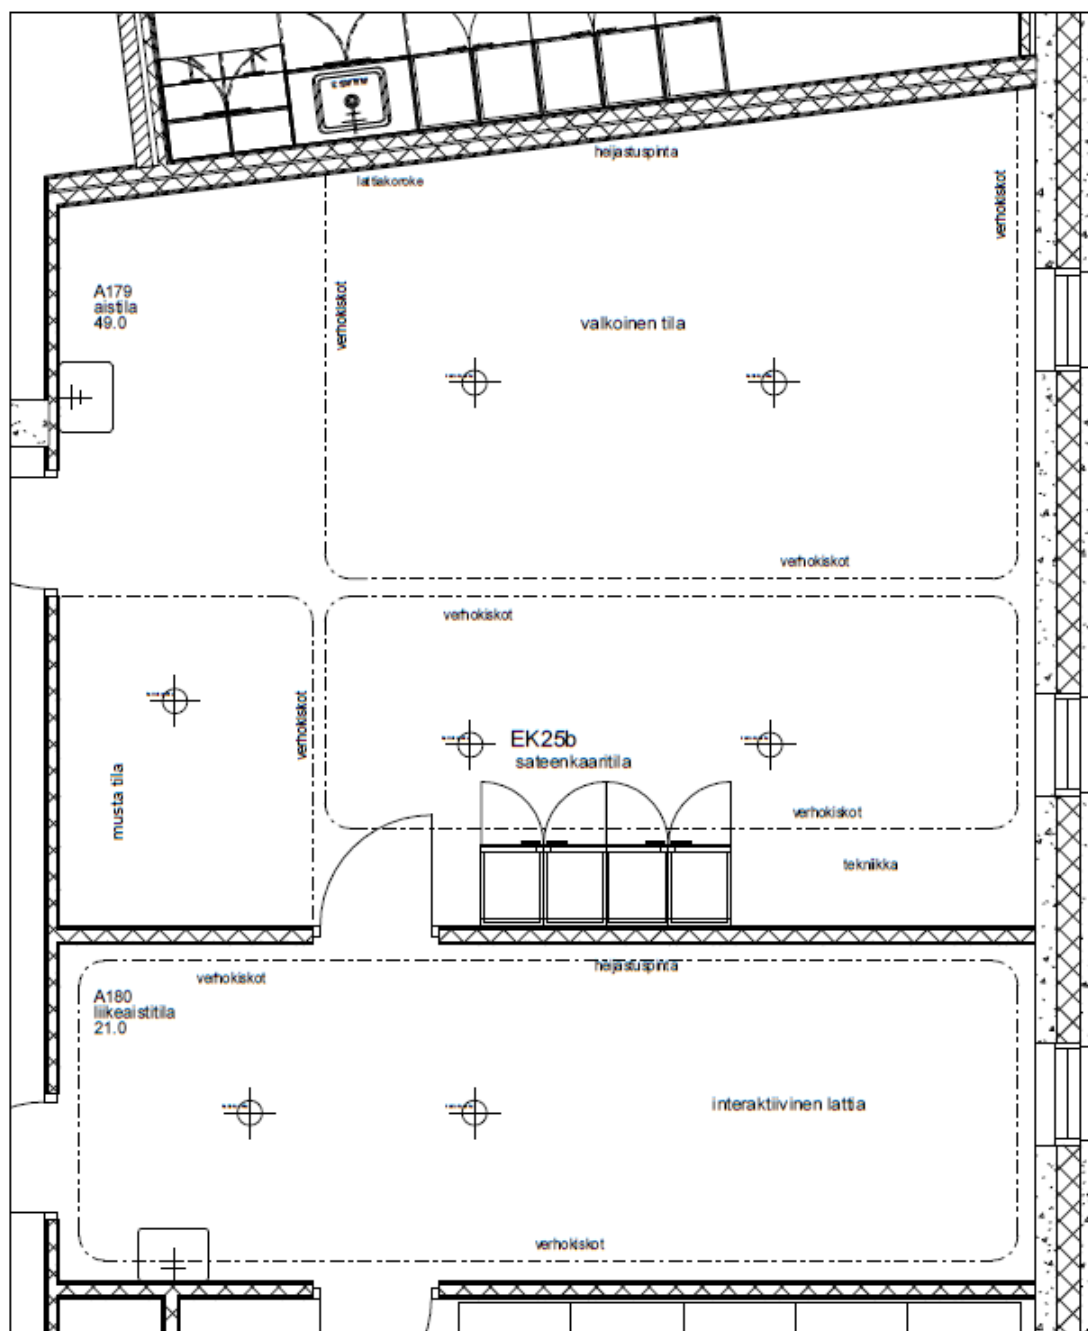 heijastuspinta
lattiakoroke
verhokiskot
A179
aistila
49.0
verhokiskot
valkoinen tila
verhokiskot
verhokiskot
verhokiskot
EK25b
sateenkaaritila
musta tila
verhokiskot
tekniikka
verhokiskot
heijastuspinta
A180
liikeaistitila
21.0
interaktiivinen lattia
verhokiskot